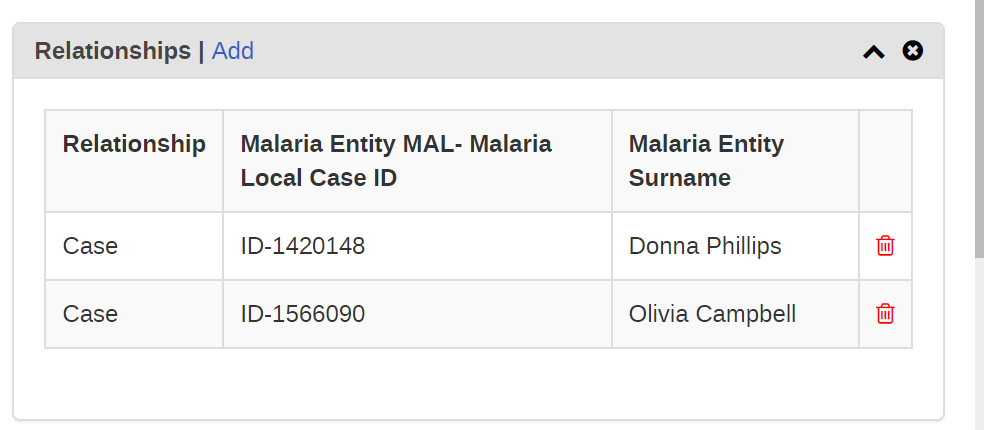 Relationships | Add
Relationship
Malaria Entity MAL- Malaria
Local Case ID
Malaria Entity
Surname
Case ID-1420148 Donna Phillips
Case ID-1566090 Olivia Campbell